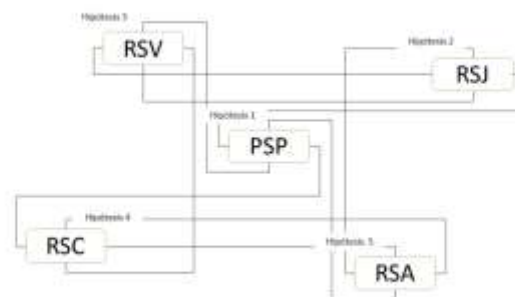 Hipótesis 3
RSV
Hipótesis 2
RSJ
Hipótesis 1
PSP
Hipótesis 4
RSC
Hipótesis. 5
RSA